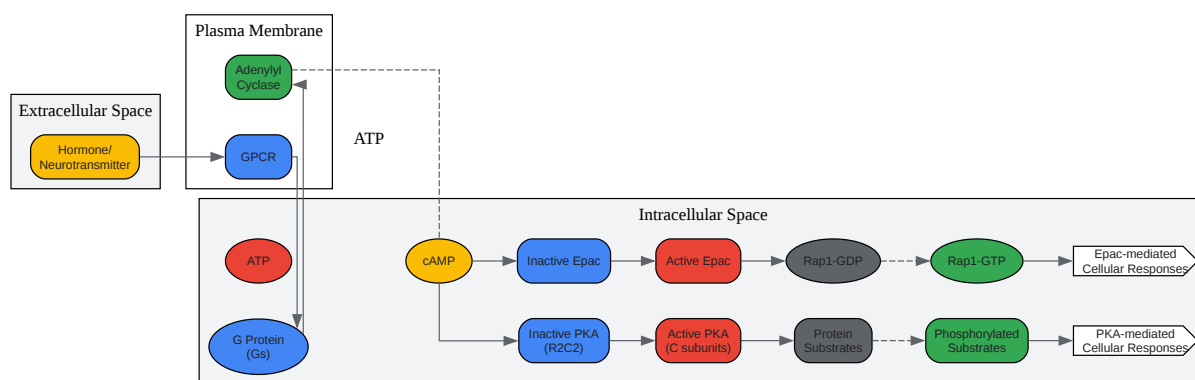 Plasma Membrane
Adenylyl
Cyclase
Extracellular Space
Hormone/
Neurotransmitter
GPCR
ATP
Intracellular Space
ATP
cAMP
Inactive Epac
Active Epac
Rap1-GDP
Rap1-GTP
Epac-mediated
Cellular Responses
G Protein
(Gs)
Inactive PKA
(R2C2)
Active PKA
(C subunits)
Protein
Substrates
Phosphorylated
Substrates
PKA-mediated
Cellular Responses